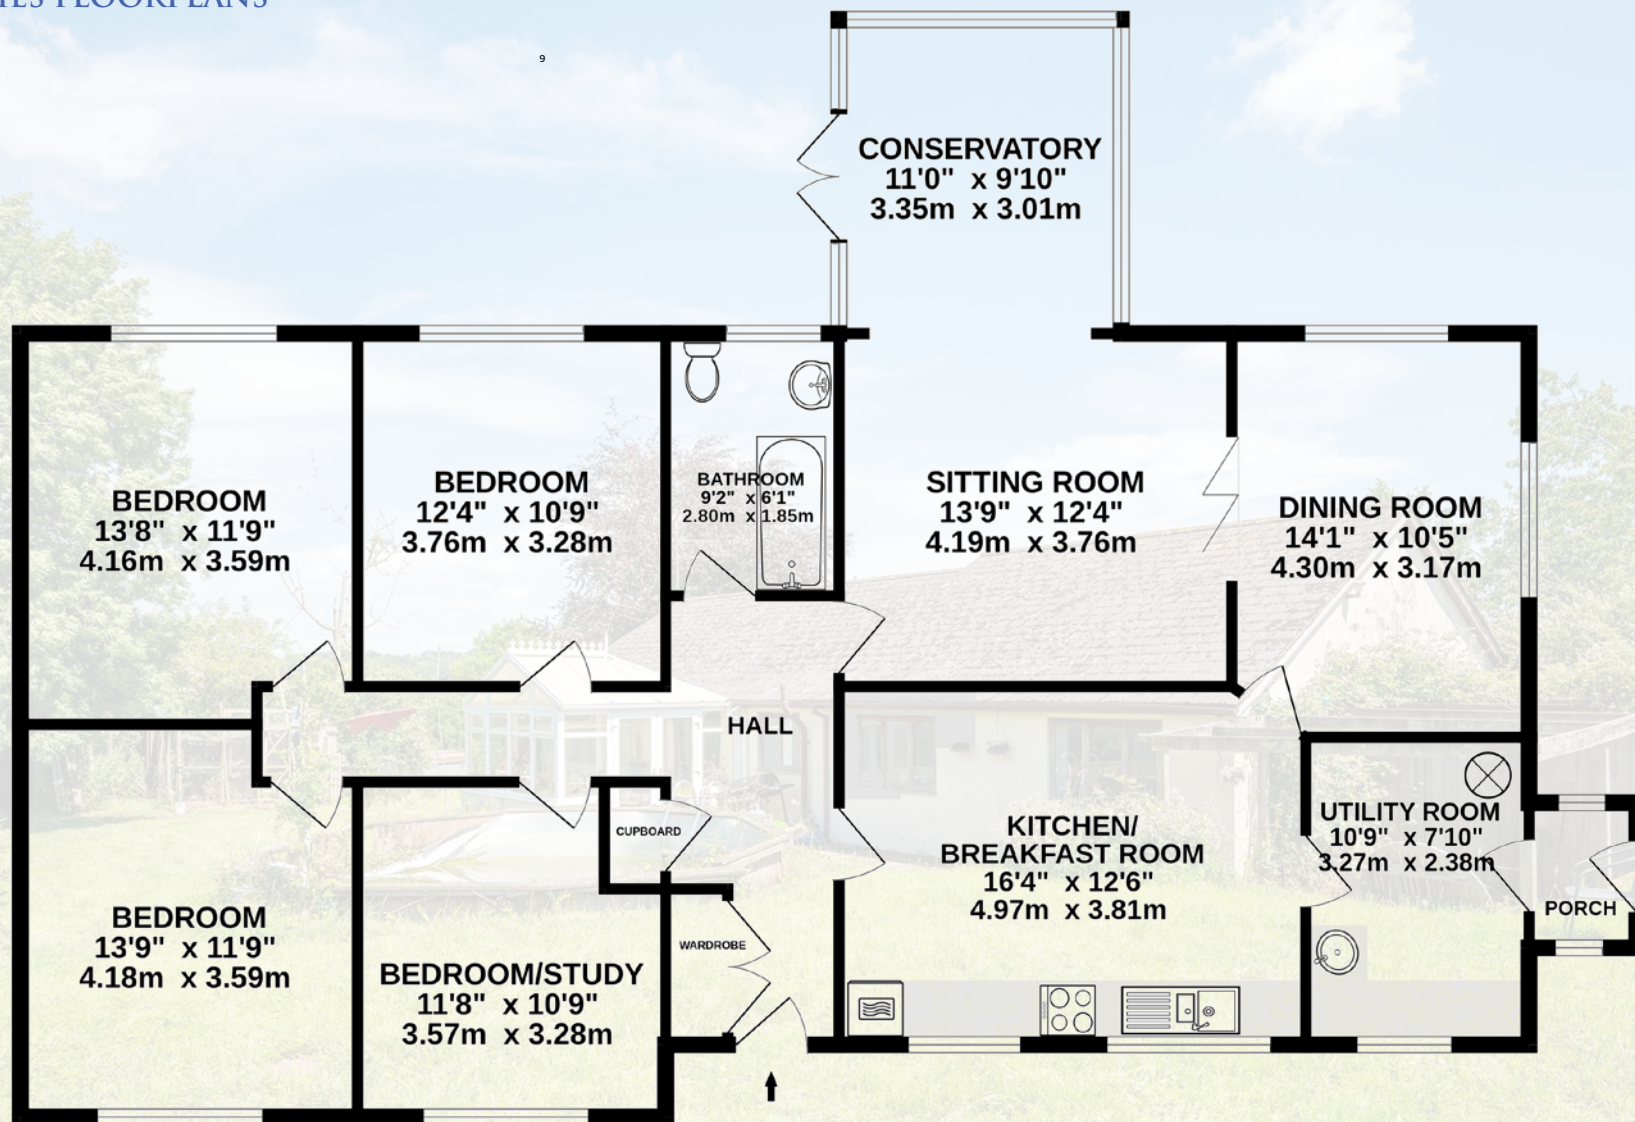 FLOORPLANS
9
CONSERVATORY
11'0" x 9'10"
3.35m x 3.01m
BEDROOM
13'8" x 11'9"
4.16m x 3.59m
BEDROOM
12'4" x 10'9"
3.76m x 3.28m
BATHROOM
9'2" x 6'1"
2.80m x 1.85m
SITTING ROOM
13'9" x 12'4"
4.19m x 3.76m
DINING ROOM
14'1" x 10'5"
4.30m x 3.17m
HALL
CUPBOARD
WARDROBE
KITCHEN/
BREAKFAST ROOM
16'4" x 12'6"
4.97m x 3.81m
UTILITY ROOM
10'9" x 7'10"
3.27m x 2.38m
PORCH
BEDROOM
13'9" x 11'9"
4.18m x 3.59m
BEDROOM/STUDY
11'8" x 10'9"
3.57m x 3.28m